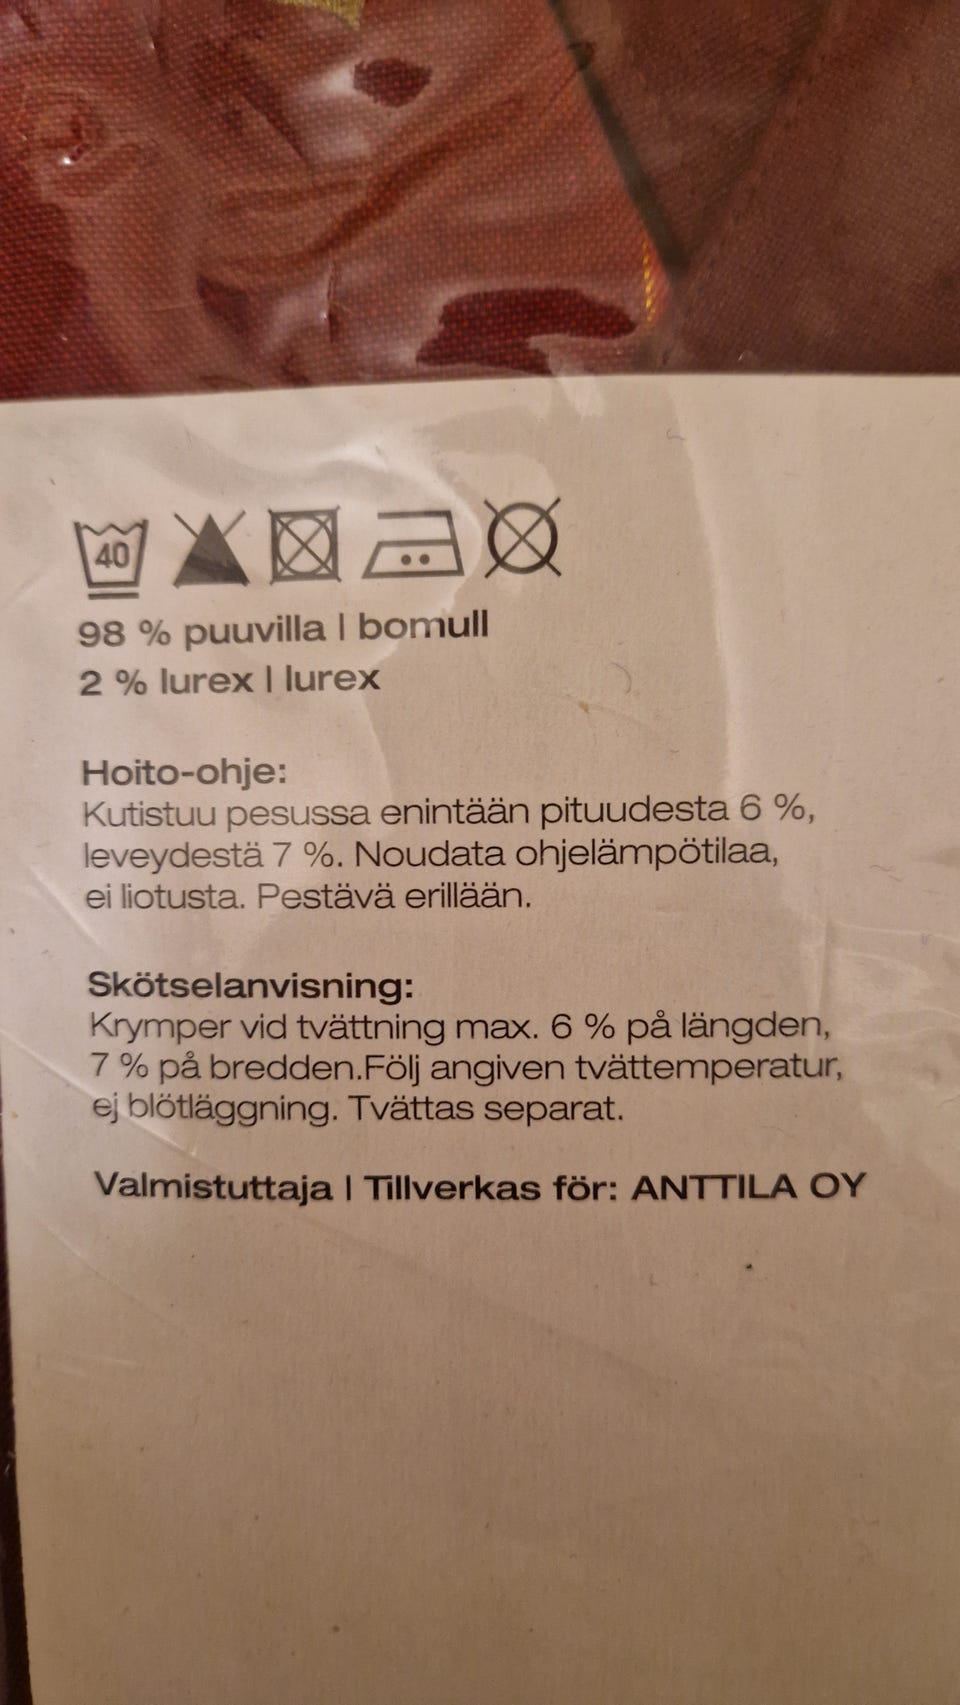 40
98 % puuvilla | bomull
2 % lurex | lurex
Hoito-ohje:
Kutistuu pesussa enintään pituudesta 6 %,
leveydestä 7 %. Noudata ohjelämpötilaa,
ei liotusta. Pestävä erillään.
Skötselanvisning:
Krymper vid tvättning max. 6 % på längden,
7 % på bredden.Följ angiven tvättemperatur,
ej blötläggning. Tvättas separat.
Valmistuttaja | Tillverkas för: ANTTILA OY